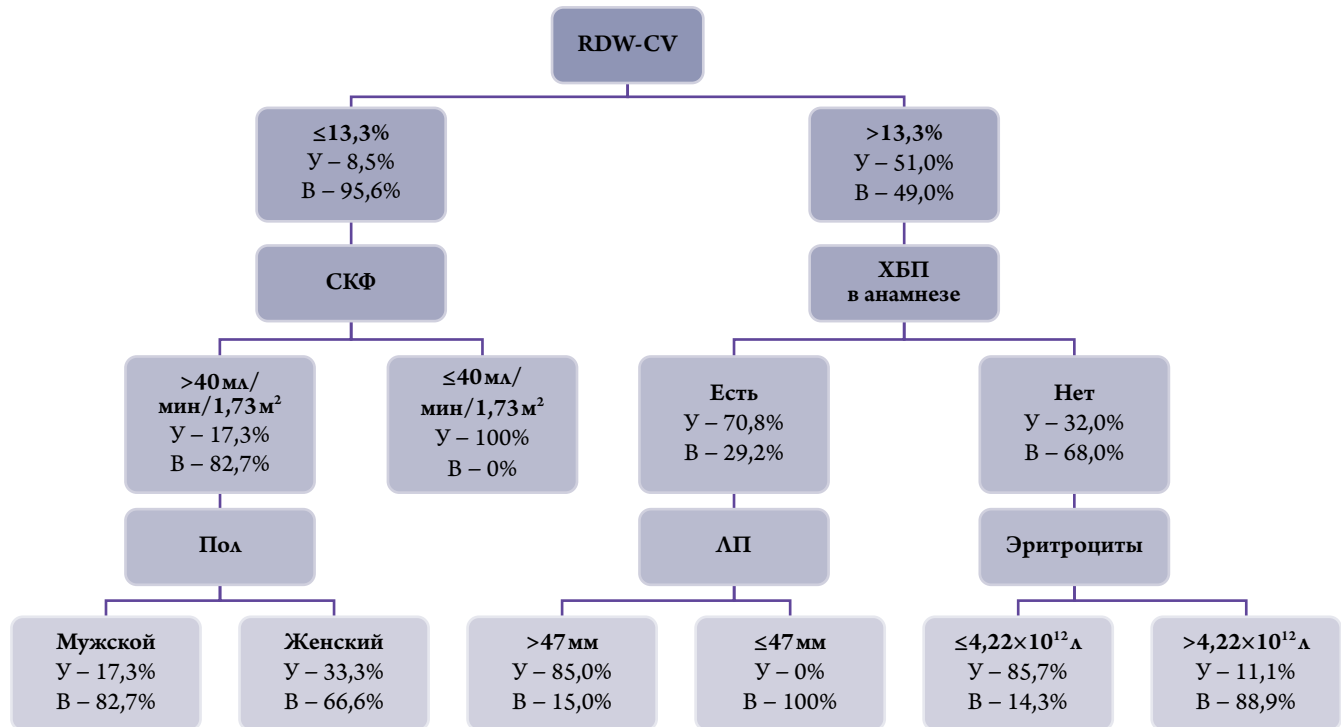 RDW-CV
≤13,3%
У – 8,5%
В – 95,6%
>13,3%
У – 51,0%
В – 49,0%
СКФ
ХБП
в анамнезе
>40 мл/
мин/1,73 м²
У – 17,3%
В – 82,7%
≤40 мл/
мин/1,73 м²
У – 100%
В – 0%
Есть
У – 70,8%
В – 29,2%
Нет
У – 32,0%
В – 68,0%
Пол
ЛП
Эритроциты
Мужской
У – 17,3%
В – 82,7%
Женский
У – 33,3%
В – 66,6%
>47 мм
У – 85,0%
В – 15,0%
≤47 мм
У – 0%
В – 100%
≤4,22×10¹² л
У – 85,7%
В – 14,3%
>4,22×10¹² л
У – 11,1%
В – 88,9%